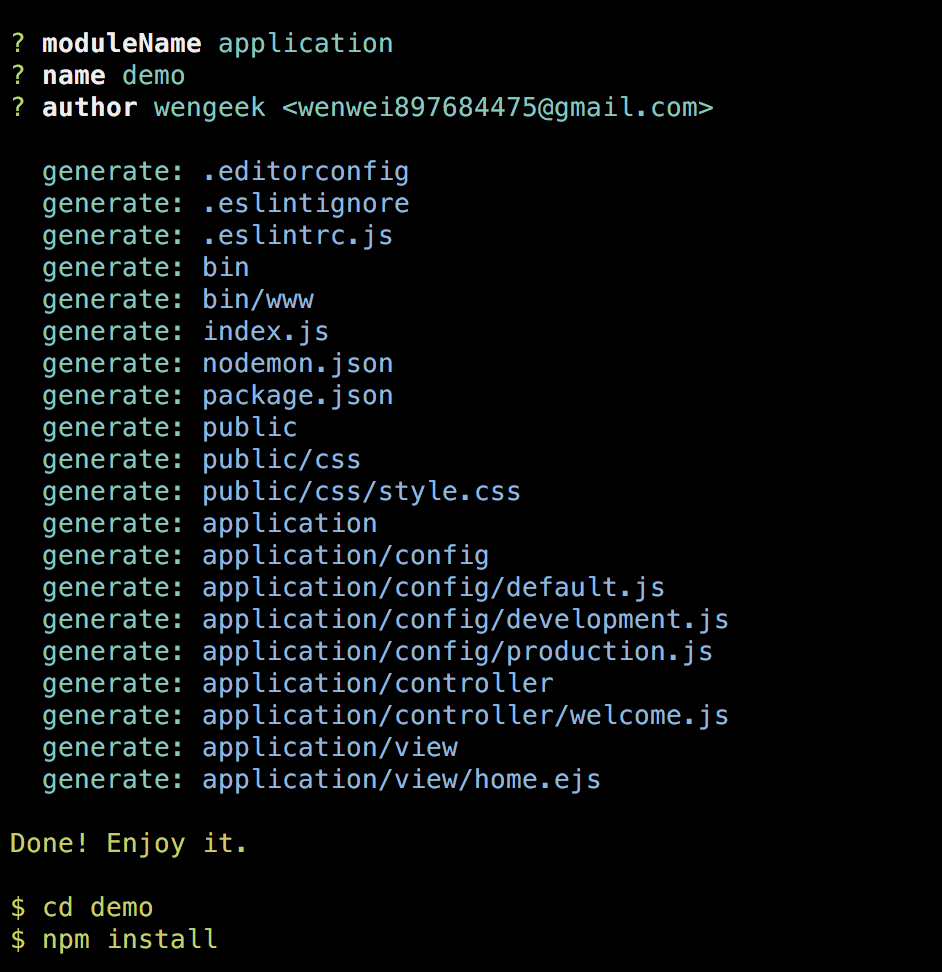 ? moduleName application
? name demo
? author wengeek <wenwei897684475@gmail.com>
generate: .editorconfig
generate: .eslintignore
generate: .eslintrc.js
generate: bin
generate: bin/www
generate: index.js
generate: nodemon.json
generate: package.json
generate: public
generate: public/css
generate: public/css/style.css
generate: application
generate: application/config
generate: application/config/default.js
generate: application/config/development.js
generate: application/config/production.js
generate: application/controller
generate: application/controller/welcome.js
generate: application/view
generate: application/view/home.ejs
Done! Enjoy it.
$ cd demo
$ npm install